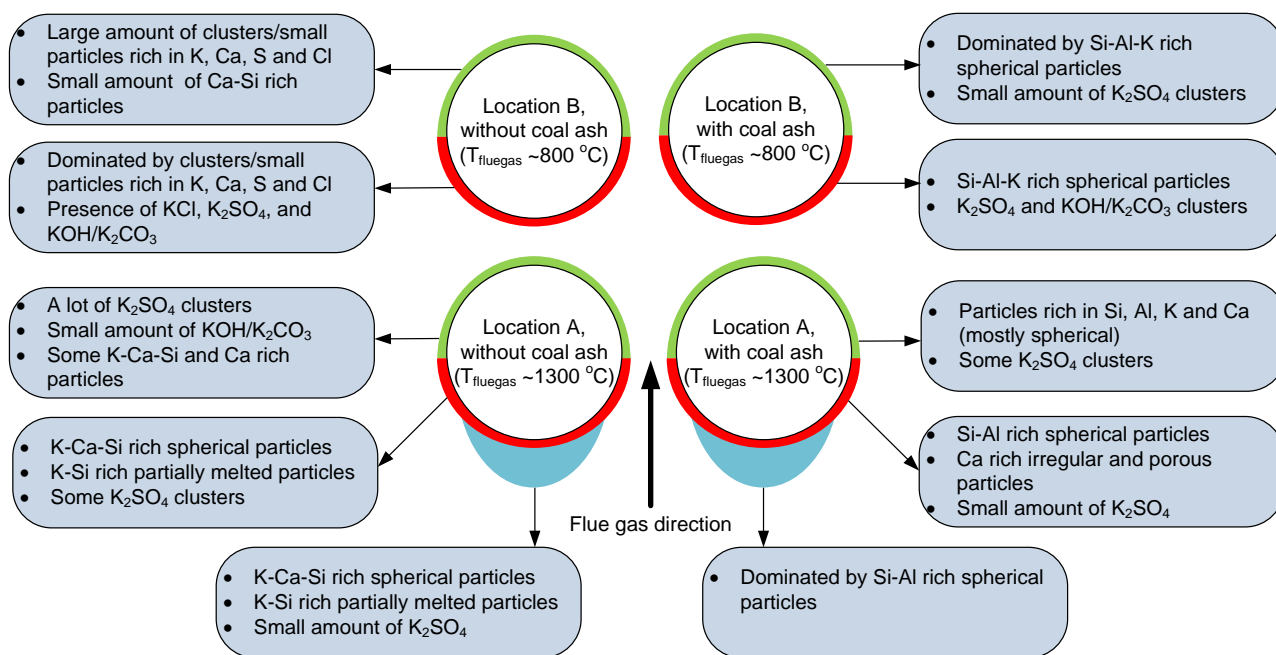 • Large amount of clusters/small
particles rich in K, Ca, S and Cl
• Small amount of Ca-Si rich
particles
Location B,
without coal ash
(T_fluegas ~800 °C)
Location B,
with coal ash
(T_fluegas ~800 °C)
• Dominated by Si-Al-K rich
spherical particles
• Small amount of K₂SO₄ clusters
• Dominated by clusters/small
particles rich in K, Ca, S and Cl
• Presence of KCl, K₂SO₄, and
KOH/K₂CO₃
• Si-Al-K rich spherical particles
• K₂SO₄ and KOH/K₂CO₃ clusters
• A lot of K₂SO₄ clusters
• Small amount of KOH/K₂CO₃
• Some K-Ca-Si and Ca rich
particles
Location A,
without coal ash
(T_fluegas ~1300 °C)
Location A,
with coal ash
(T_fluegas ~1300 °C)
• Particles rich in Si, Al, K and Ca
(mostly spherical)
• Some K₂SO₄ clusters
• K-Ca-Si rich spherical particles
• K-Si rich partially melted particles
• Some K₂SO₄ clusters
• Si-Al rich spherical particles
• Ca rich irregular and porous
particles
• Small amount of K₂SO₄
Flue gas direction
• K-Ca-Si rich spherical particles
• K-Si rich partially melted particles
• Small amount of K₂SO₄
• Dominated by Si-Al rich spherical
particles